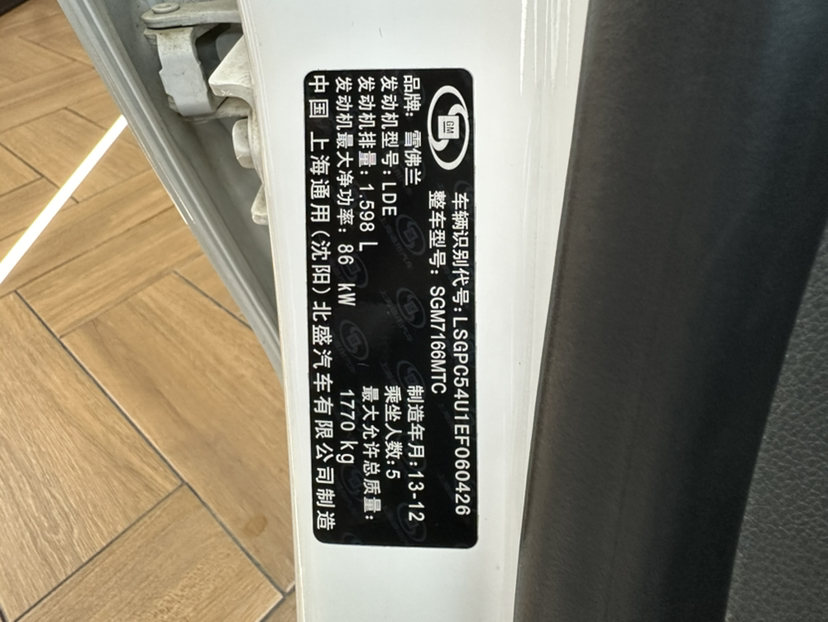 GM
车辆识别代号:LSGPC54U1EF060426
整车型号:SGM7166MTC
品牌: 雪佛兰 制造年月:13-12
发动机型号:LDE 乘坐人数:5
发动机排量:1.598 L 最大允许总质量:
发动机最大净功率: 86 kW 1770 kg
中国 上海通用(沈阳)北盛汽车有限公司制造